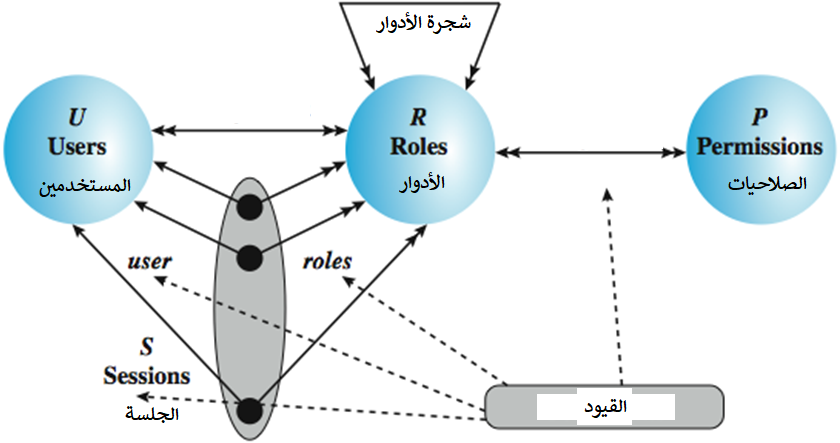 شجرة الأدوار
U
Users
المستخدمين
R
Roles
الأدوار
P
Permissions
الصلاحيات
user
roles
S
Sessions
الجلسة
القيود